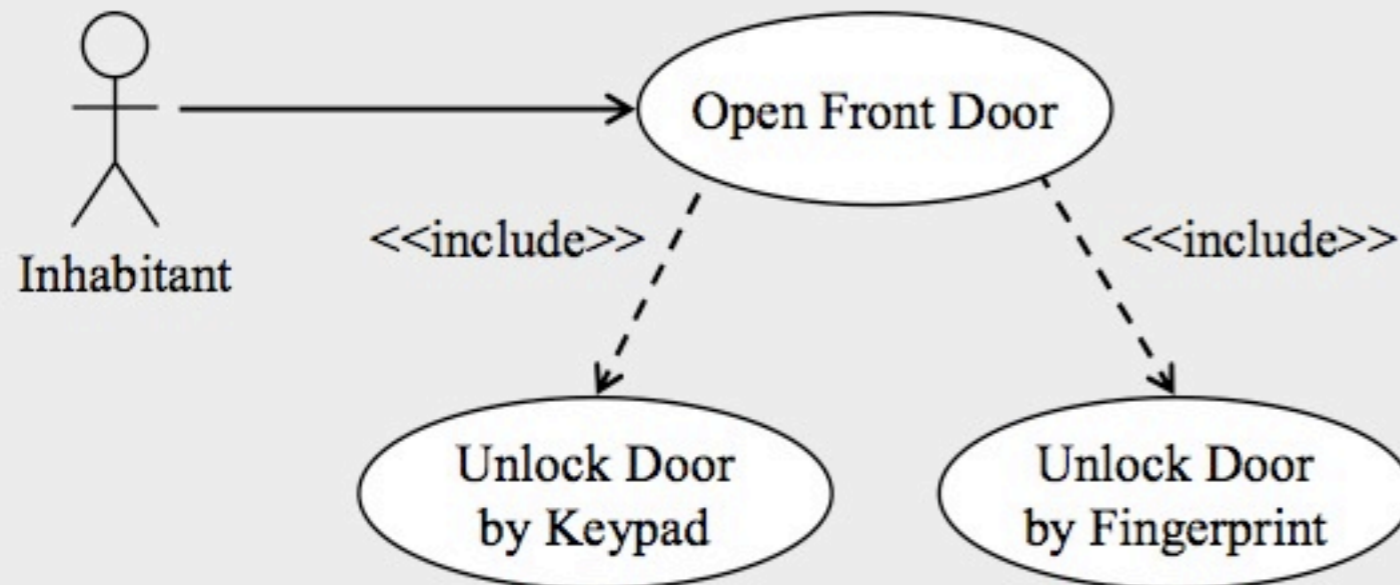 Open Front Door
<<include>>
<<include>>
Inhabitant
Unlock Door
by Keypad
Unlock Door
by Fingerprint